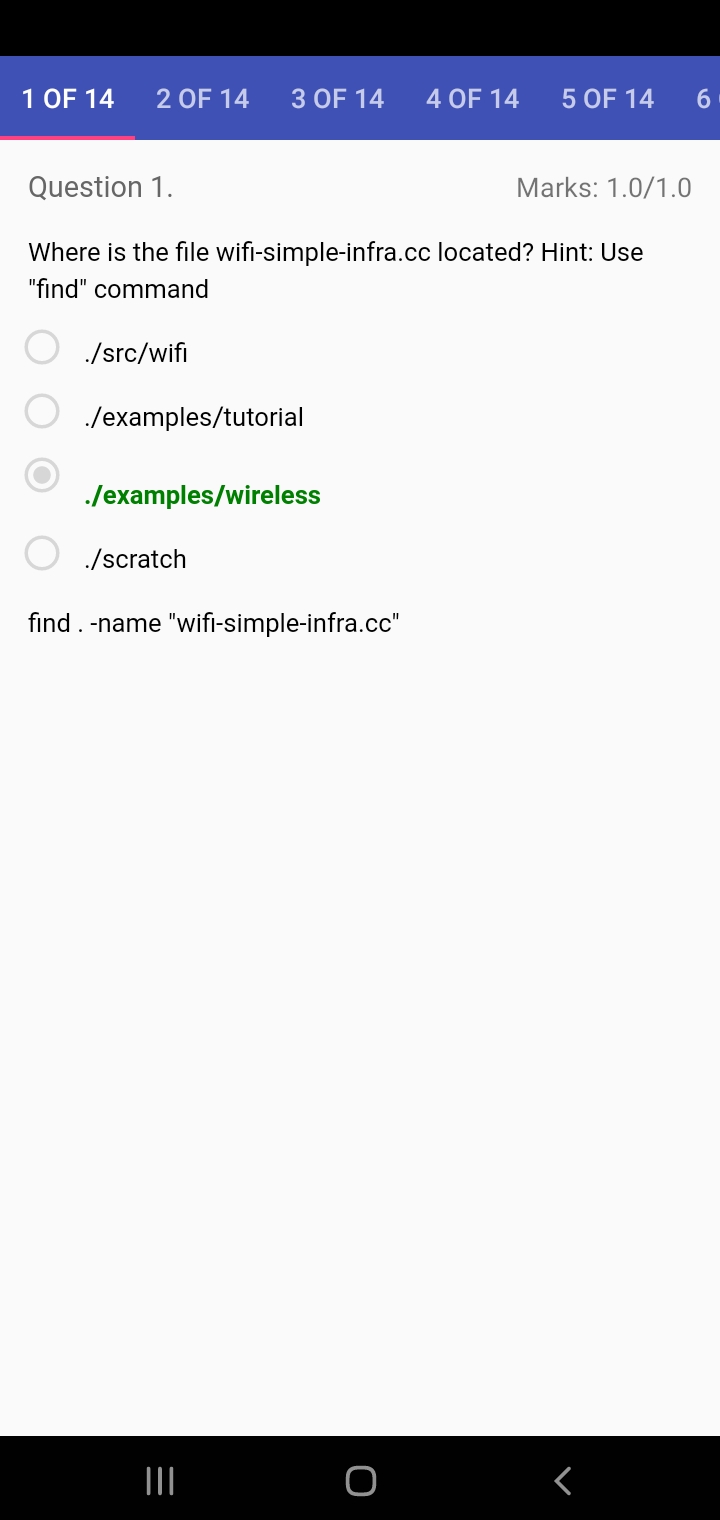 1 OF 14 2 OF 14 3 OF 14 4 OF 14 5 OF 14 6
Question 1. Marks: 1.0/1.0
Where is the file wifi-simple-infra.cc located? Hint: Use
"find" command
./src/wifi
./examples/tutorial
./examples/wireless
./scratch
find . -name "wifi-simple-infra.cc"